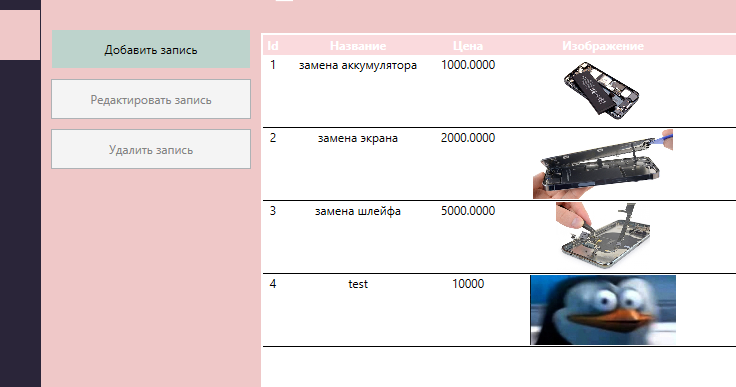 Добавить запись
Редактировать запись
Удалить запись
Id Название Цена Изображение
1 замена аккумулятора 1000.0000
2 замена экрана 2000.0000
3 замена шлейфа 5000.0000
4 test 10000